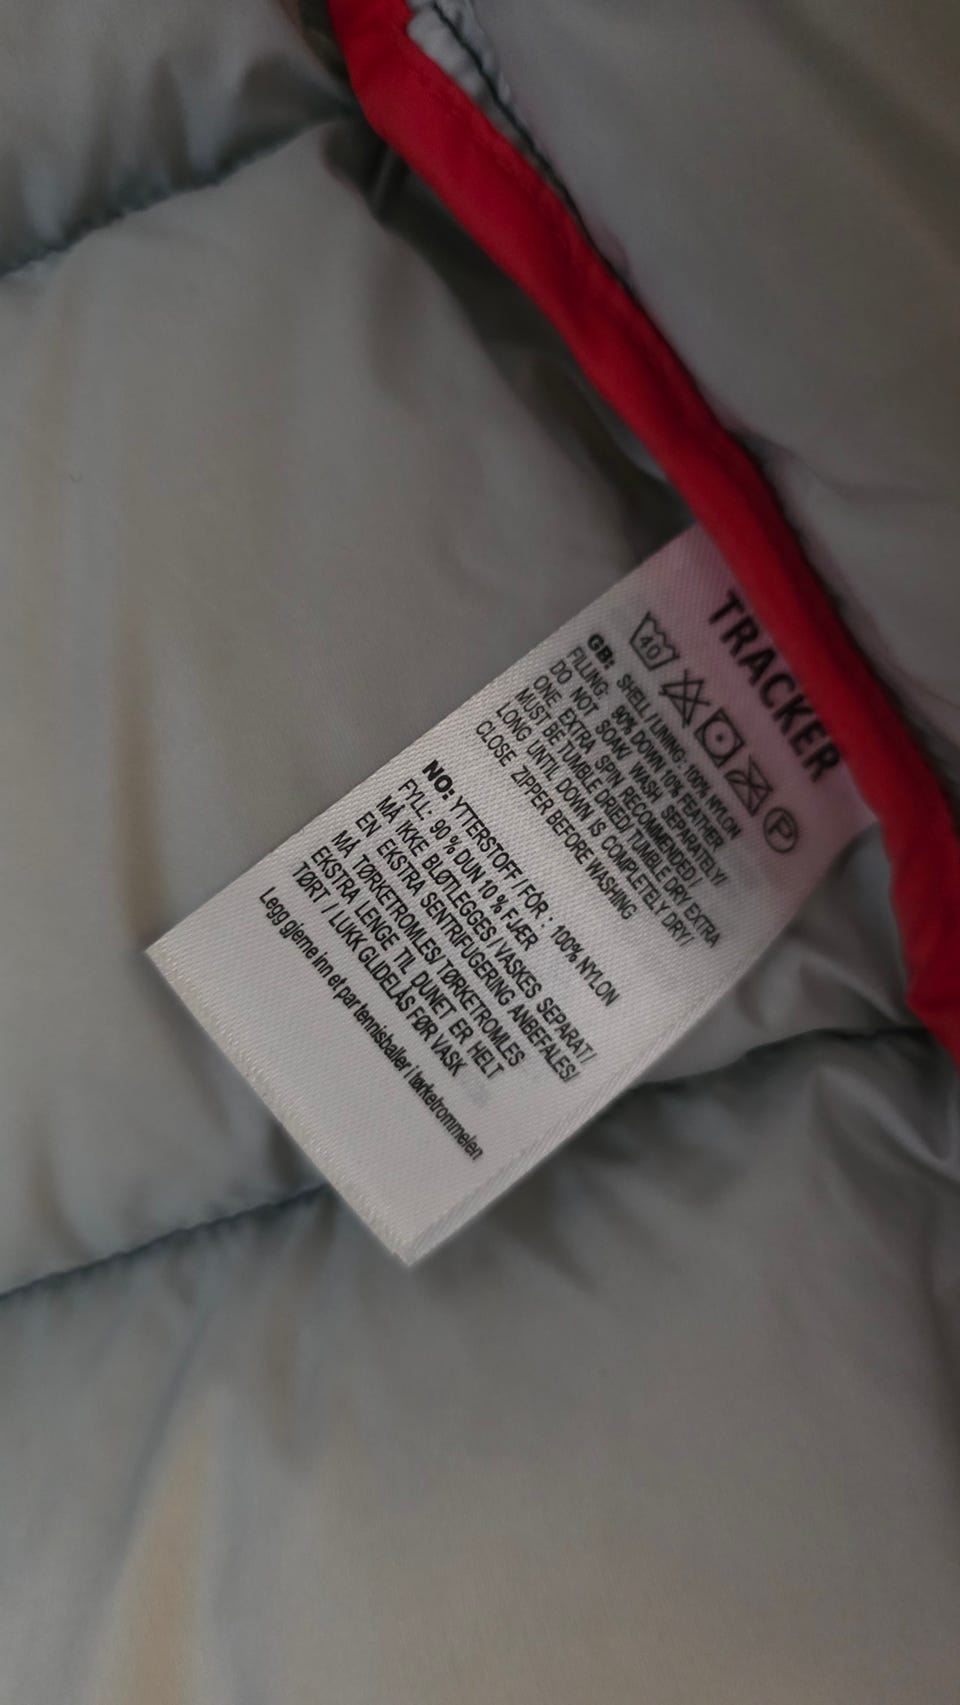 TRACKER
40 P
GB: SHELL / LINING: 100% NYLON
FILLING: 90% DOWN 10% FEATHER
DO NOT SOAK/ WASH SEPARATELY/
ONE EXTRA SPIN RECOMMENDED/
MUST BE TUMBLE DRIED/ TUMBLE DRY EXTRA
LONG UNTIL DOWN IS COMPLETELY DRY/
CLOSE ZIPPER BEFORE WASHING
NO: YTTERSTOFF / FÔR : 100% NYLON
FYLL: 90 % DUN 10 % FJÆR
MÅ IKKE BLØTLEGGES / VASKES SEPARAT/
EN EKSTRA SENTRIFUGERING ANBEFALES/
MÅ TØRKETROMLES/ TØRKETROMLES
EKSTRA LENGE TIL DUNET ER HELT
TØRT / LUKK GLIDELÅS FØR VASK
Legg gjerne inn et par tennisballer i tørketrommelen